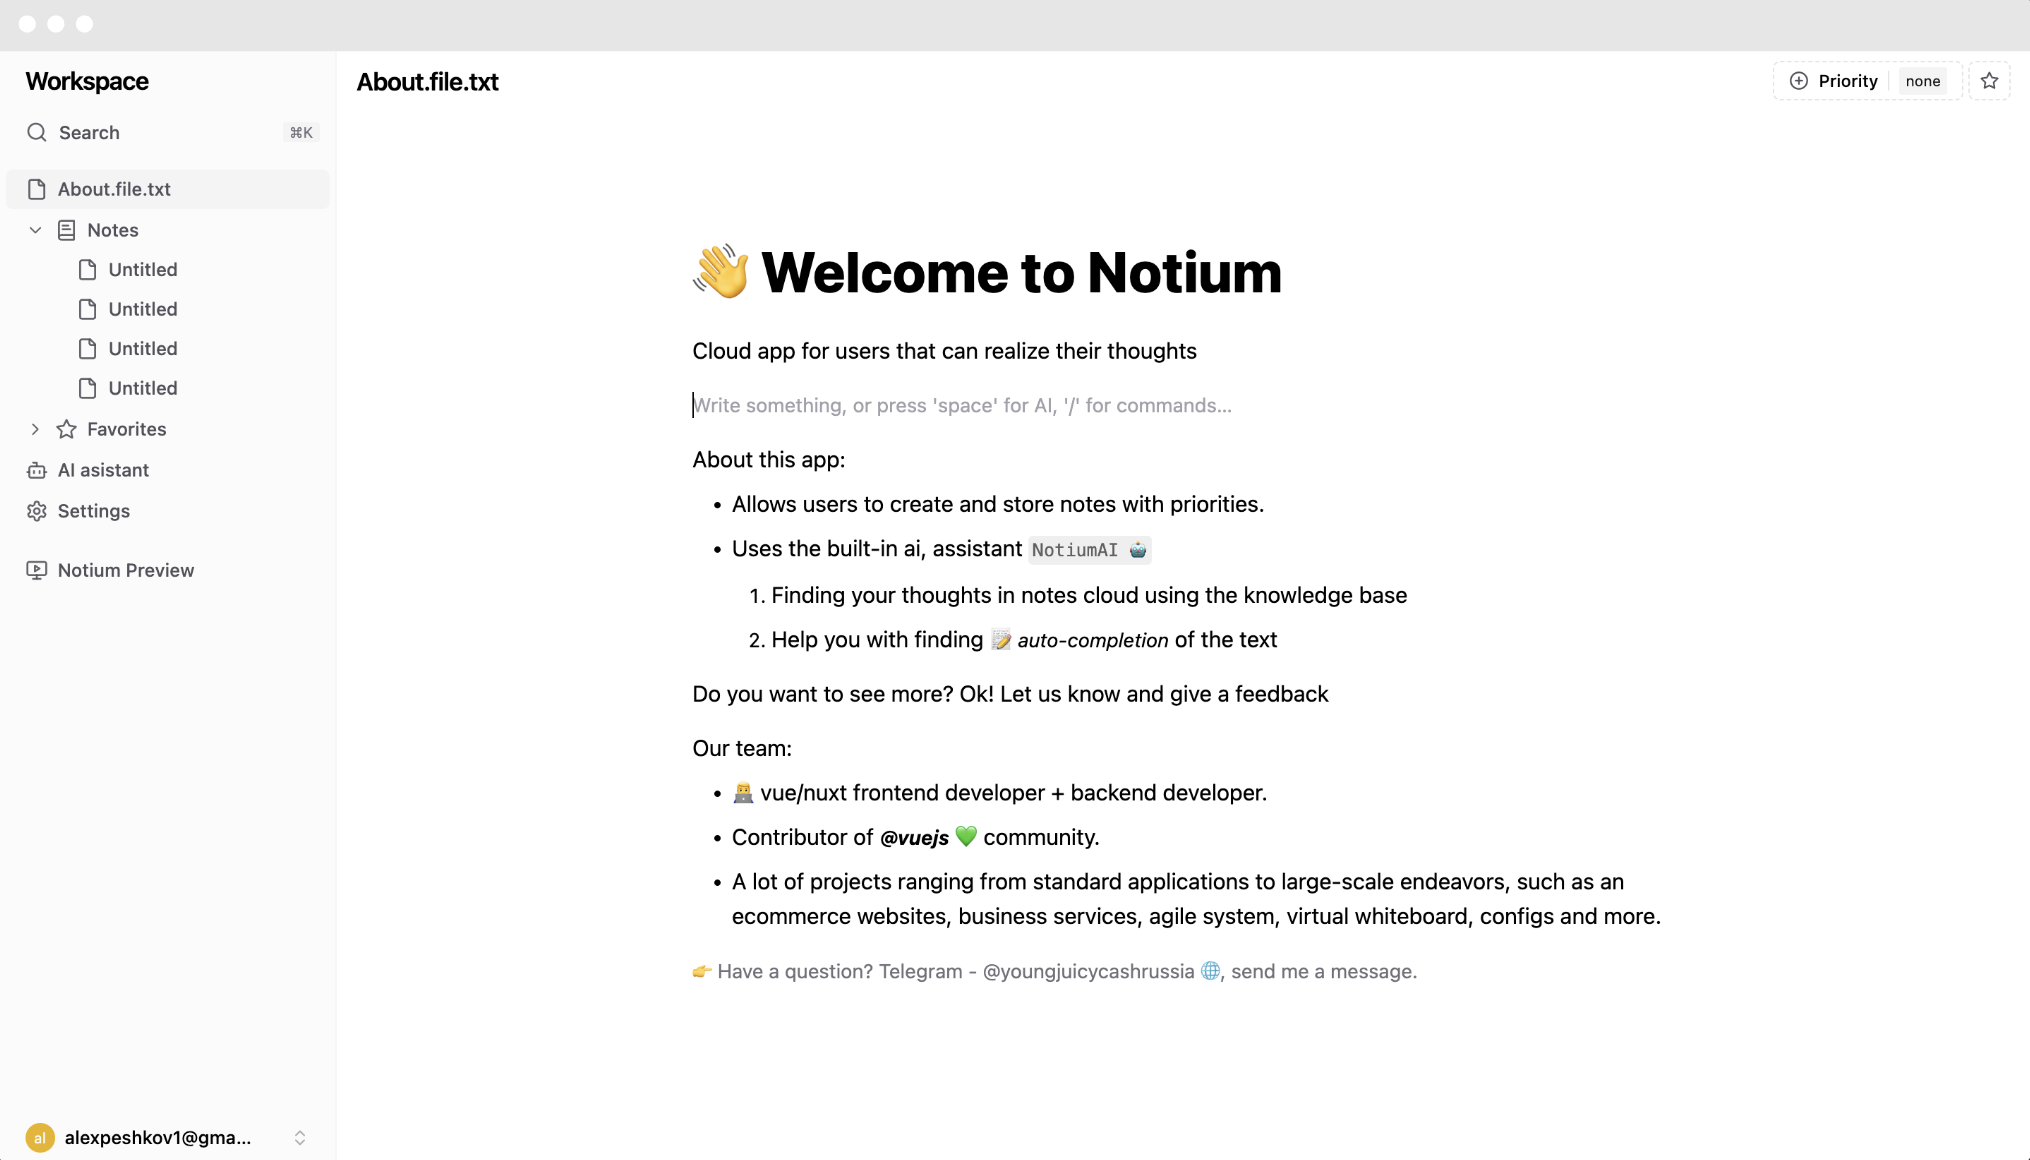 Workspace
Search ⌘K
About.file.txt
Notes
Untitled
Untitled
Untitled
Untitled
Favorites
AI asistant
Settings
Notium Preview
al alexpeshkov1@gma...
About.file.txt
Priority none
👋 Welcome to Notium
Cloud app for users that can realize their thoughts
Write something, or press 'space' for AI, '/' for commands...
About this app:
• Allows users to create and store notes with priorities.
• Uses the built-in ai, assistant NotiumAI 🤖
1. Finding your thoughts in notes cloud using the knowledge base
2. Help you with finding 📝 auto-completion of the text
Do you want to see more? Ok! Let us know and give a feedback
Our team:
• 👨‍💻 vue/nuxt frontend developer + backend developer.
• Contributor of @vuejs 💚 community.
• A lot of projects ranging from standard applications to large-scale endeavors, such as an
ecommerce websites, business services, agile system, virtual whiteboard, configs and more.
👉 Have a question? Telegram - @youngjuicycashrussia 🌐, send me a message.